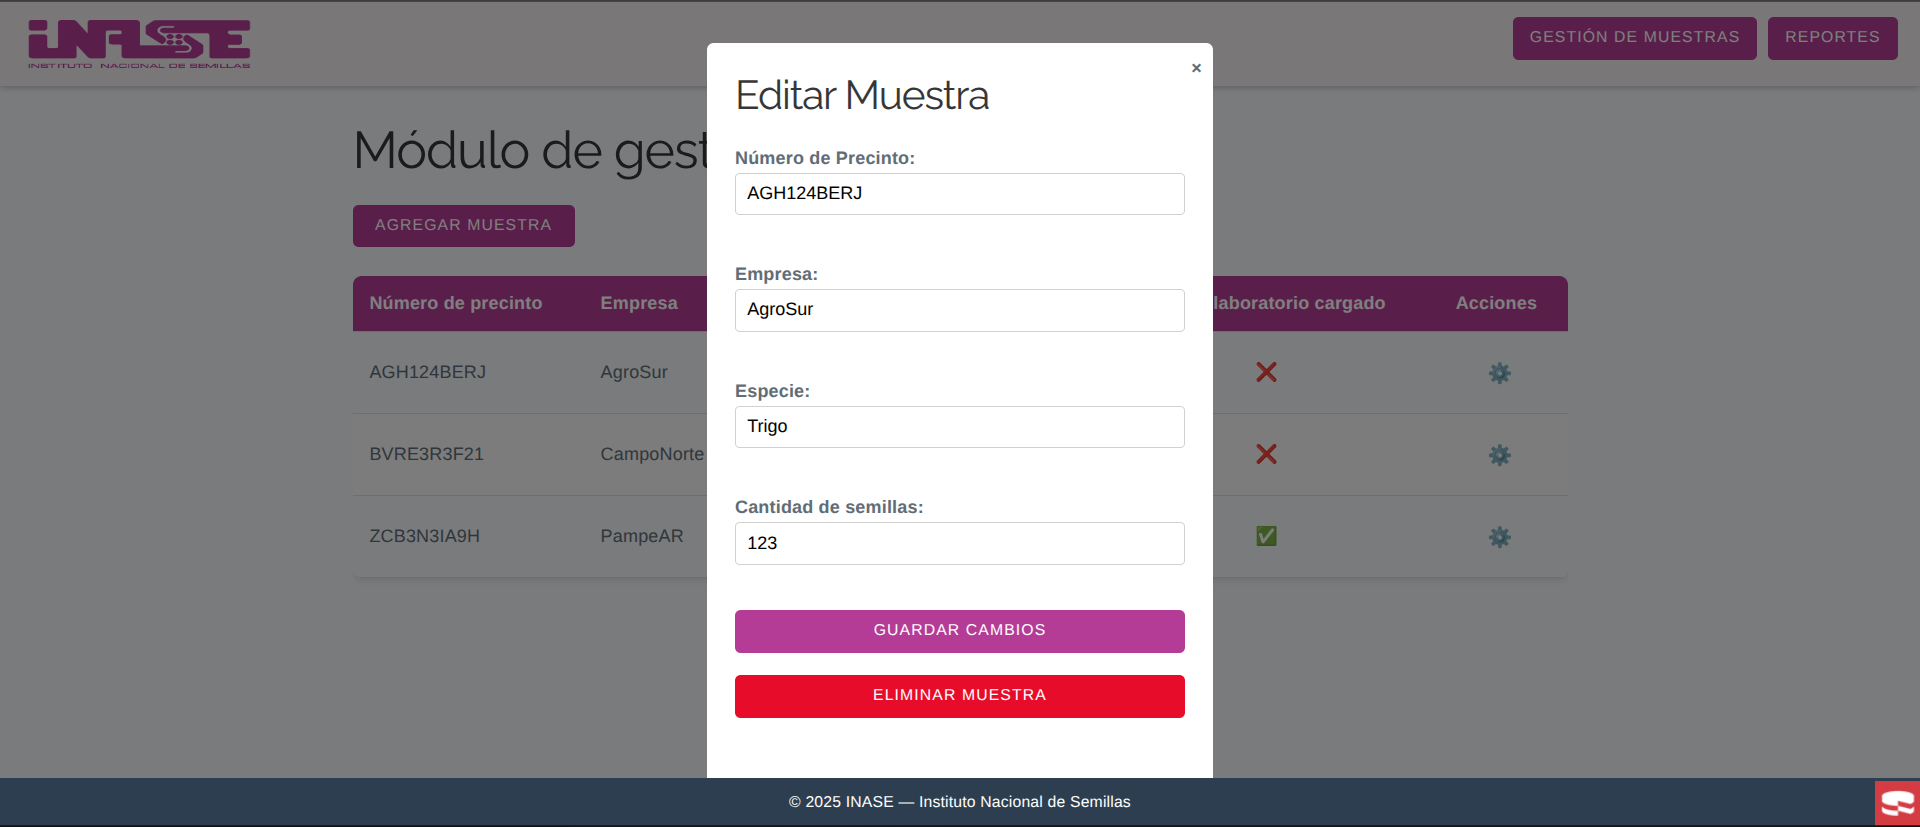 iNASE
INSTITUTO NACIONAL DE SEMILLAS
GESTIÓN DE MUESTRAS
REPORTES
Módulo de gest
AGREGAR MUESTRA
Número de precinto Empresa laboratorio cargado Acciones
AGH124BERJ AgroSur
BVRE3R3F21 CampoNorte
ZCB3N3IA9H PampeAR
×
Editar Muestra
Número de Precinto:
AGH124BERJ
Empresa:
AgroSur
Especie:
Trigo
Cantidad de semillas:
123
GUARDAR CAMBIOS
ELIMINAR MUESTRA
© 2025 INASE — Instituto Nacional de Semillas